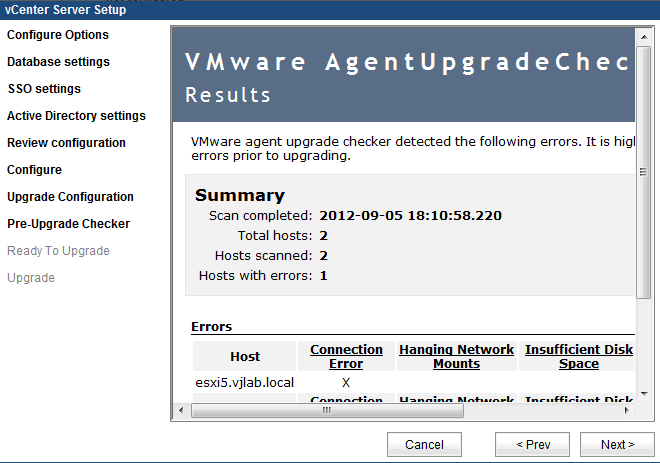 vCenter Server Setup
Configure Options
Database settings
SSO settings
Active Directory settings
Review configuration
Configure
Upgrade Configuration
Pre-Upgrade Checker
Ready To Upgrade
Upgrade
VMware AgentUpgradeChec
Results
VMware agent upgrade checker detected the following errors. It is hig
errors prior to upgrading.
Summary
Scan completed: 2012-09-05 18:10:58.220
Total hosts: 2
Hosts scanned: 2
Hosts with errors: 1
Errors
Host Connection Error Hanging Network Mounts Insufficient Disk Space
esxi5.vjlab.local X
Connection Hanging Network Insufficient Disk
Cancel < Prev Next >